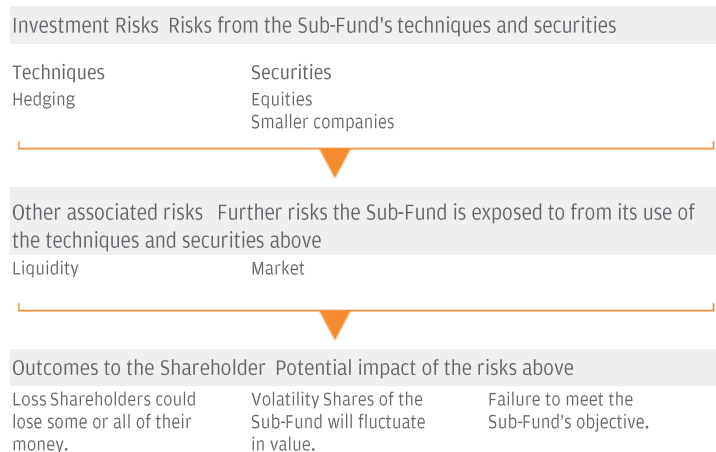 Investment Risks Risks from the Sub-Fund's techniques and securities
Techniques
Hedging
Securities
Equities
Smaller companies
Other associated risks Further risks the Sub-Fund is exposed to from its use of
the techniques and securities above
Liquidity
Market
Outcomes to the Shareholder Potential impact of the risks above
Loss Shareholders could
lose some or all of their
money.
Volatility Shares of the
Sub-Fund will fluctuate
in value.
Failure to meet the
Sub-Fund's objective.